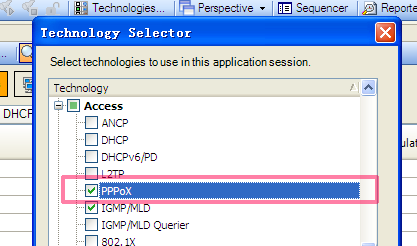 Technologies... Perspective Sequencer Reporte
Technology Selector
Select technologies to use in this application session.
Technology
Access
ANCP
DHCP
DHCP
DHCPv6/PD
L2TP
ulat
PPPoX
IGMP/MLD
IGMP/MLD Querier
802.1X